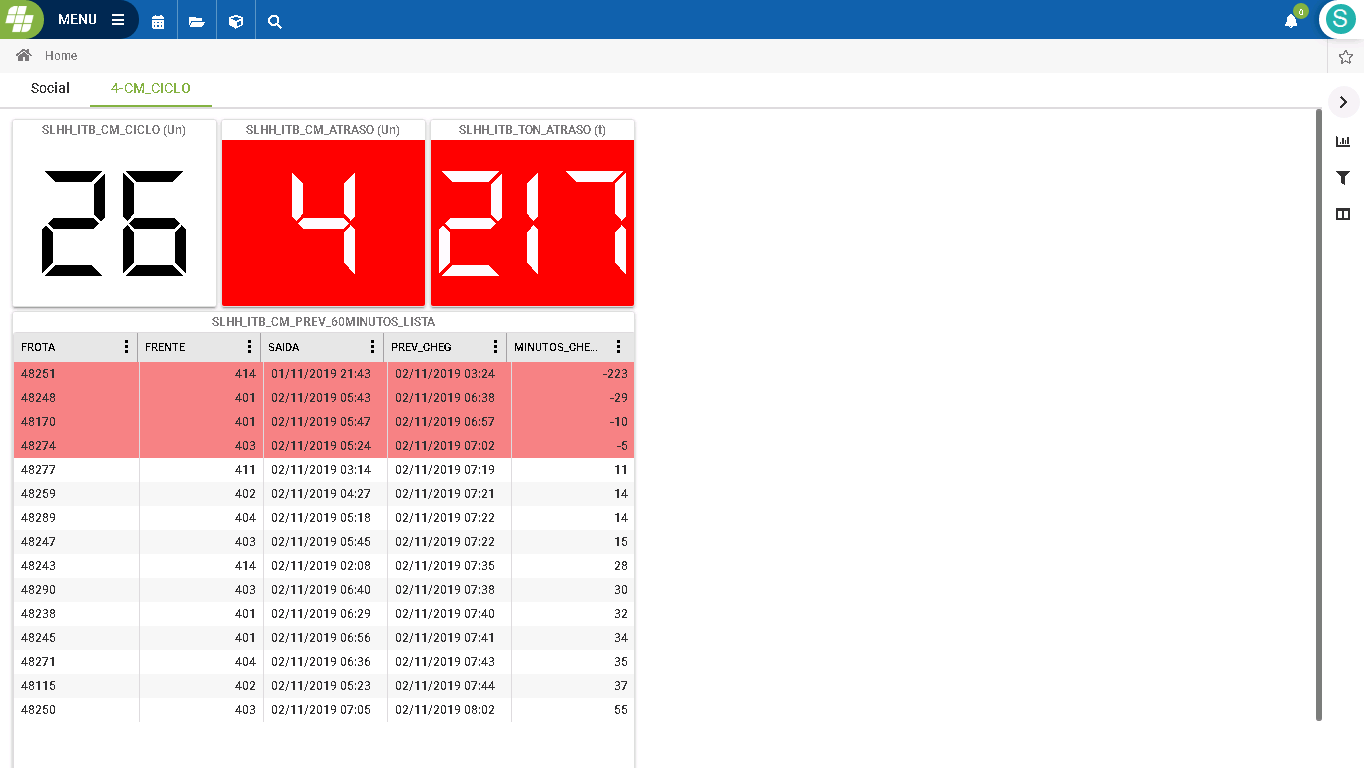 MENU
0
S
Home
Social 4-CM_CICLO
SLHH_ITB_CM_CICLO (Un) SLHH_ITB_CM_ATRASO (Un) SLHH_ITB_TON_ATRASO (t)
26 4 217
SLHH_ITB_CM_PREV_60MINUTOS_LISTA
FROTA FRENTE SAIDA PREV_CHEG MINUTOS_CHE...
48251 414 01/11/2019 21:43 02/11/2019 03:24 -223
48248 401 02/11/2019 05:43 02/11/2019 06:38 -29
48170 401 02/11/2019 05:47 02/11/2019 06:57 -10
48274 403 02/11/2019 05:24 02/11/2019 07:02 -5
48277 411 02/11/2019 03:14 02/11/2019 07:19 11
48259 402 02/11/2019 04:27 02/11/2019 07:21 14
48289 404 02/11/2019 05:18 02/11/2019 07:22 14
48247 403 02/11/2019 05:45 02/11/2019 07:22 15
48243 414 02/11/2019 02:08 02/11/2019 07:35 28
48290 403 02/11/2019 06:40 02/11/2019 07:38 30
48238 401 02/11/2019 06:29 02/11/2019 07:40 32
48245 401 02/11/2019 06:56 02/11/2019 07:41 34
48271 404 02/11/2019 06:36 02/11/2019 07:43 35
48115 402 02/11/2019 05:23 02/11/2019 07:44 37
48250 403 02/11/2019 07:05 02/11/2019 08:02 55